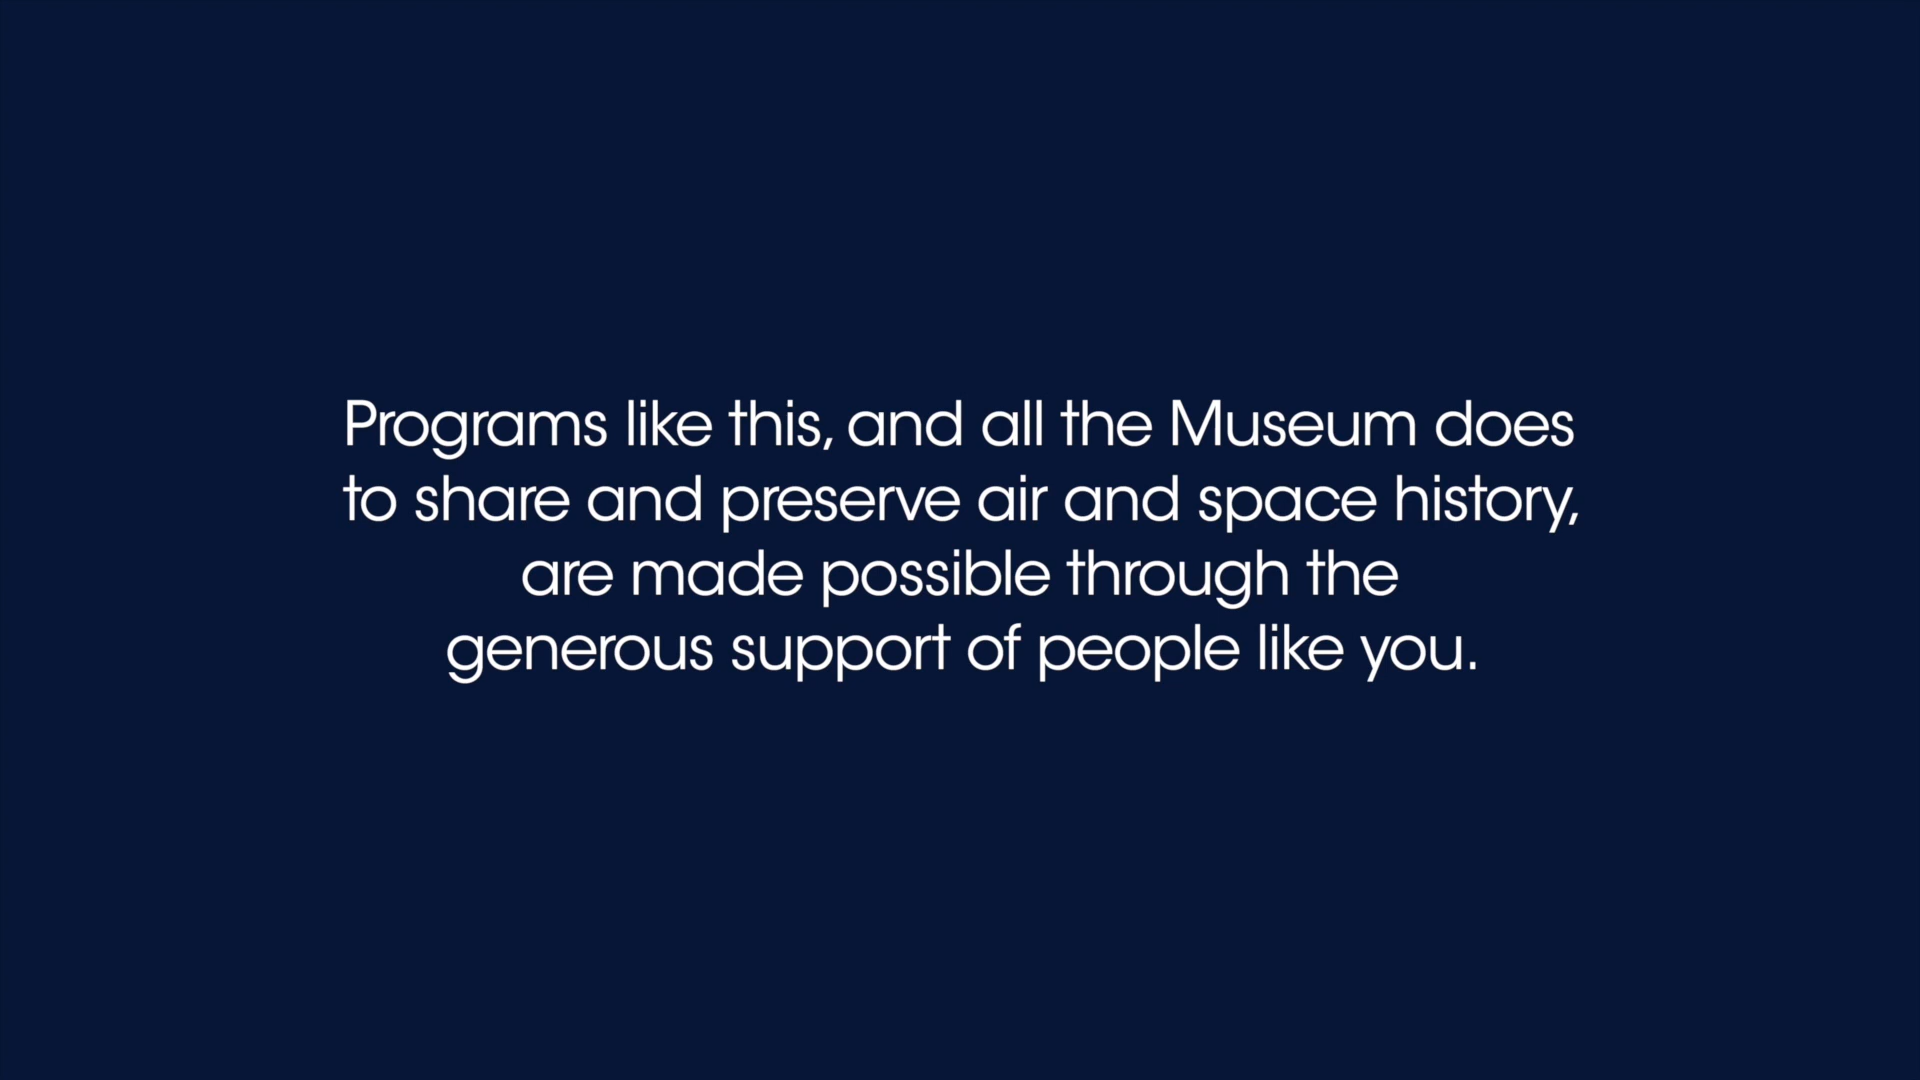 Programs like this, and all the Museum does
to share and preserve air and space history,
are made possible through the
generous support of people like you.